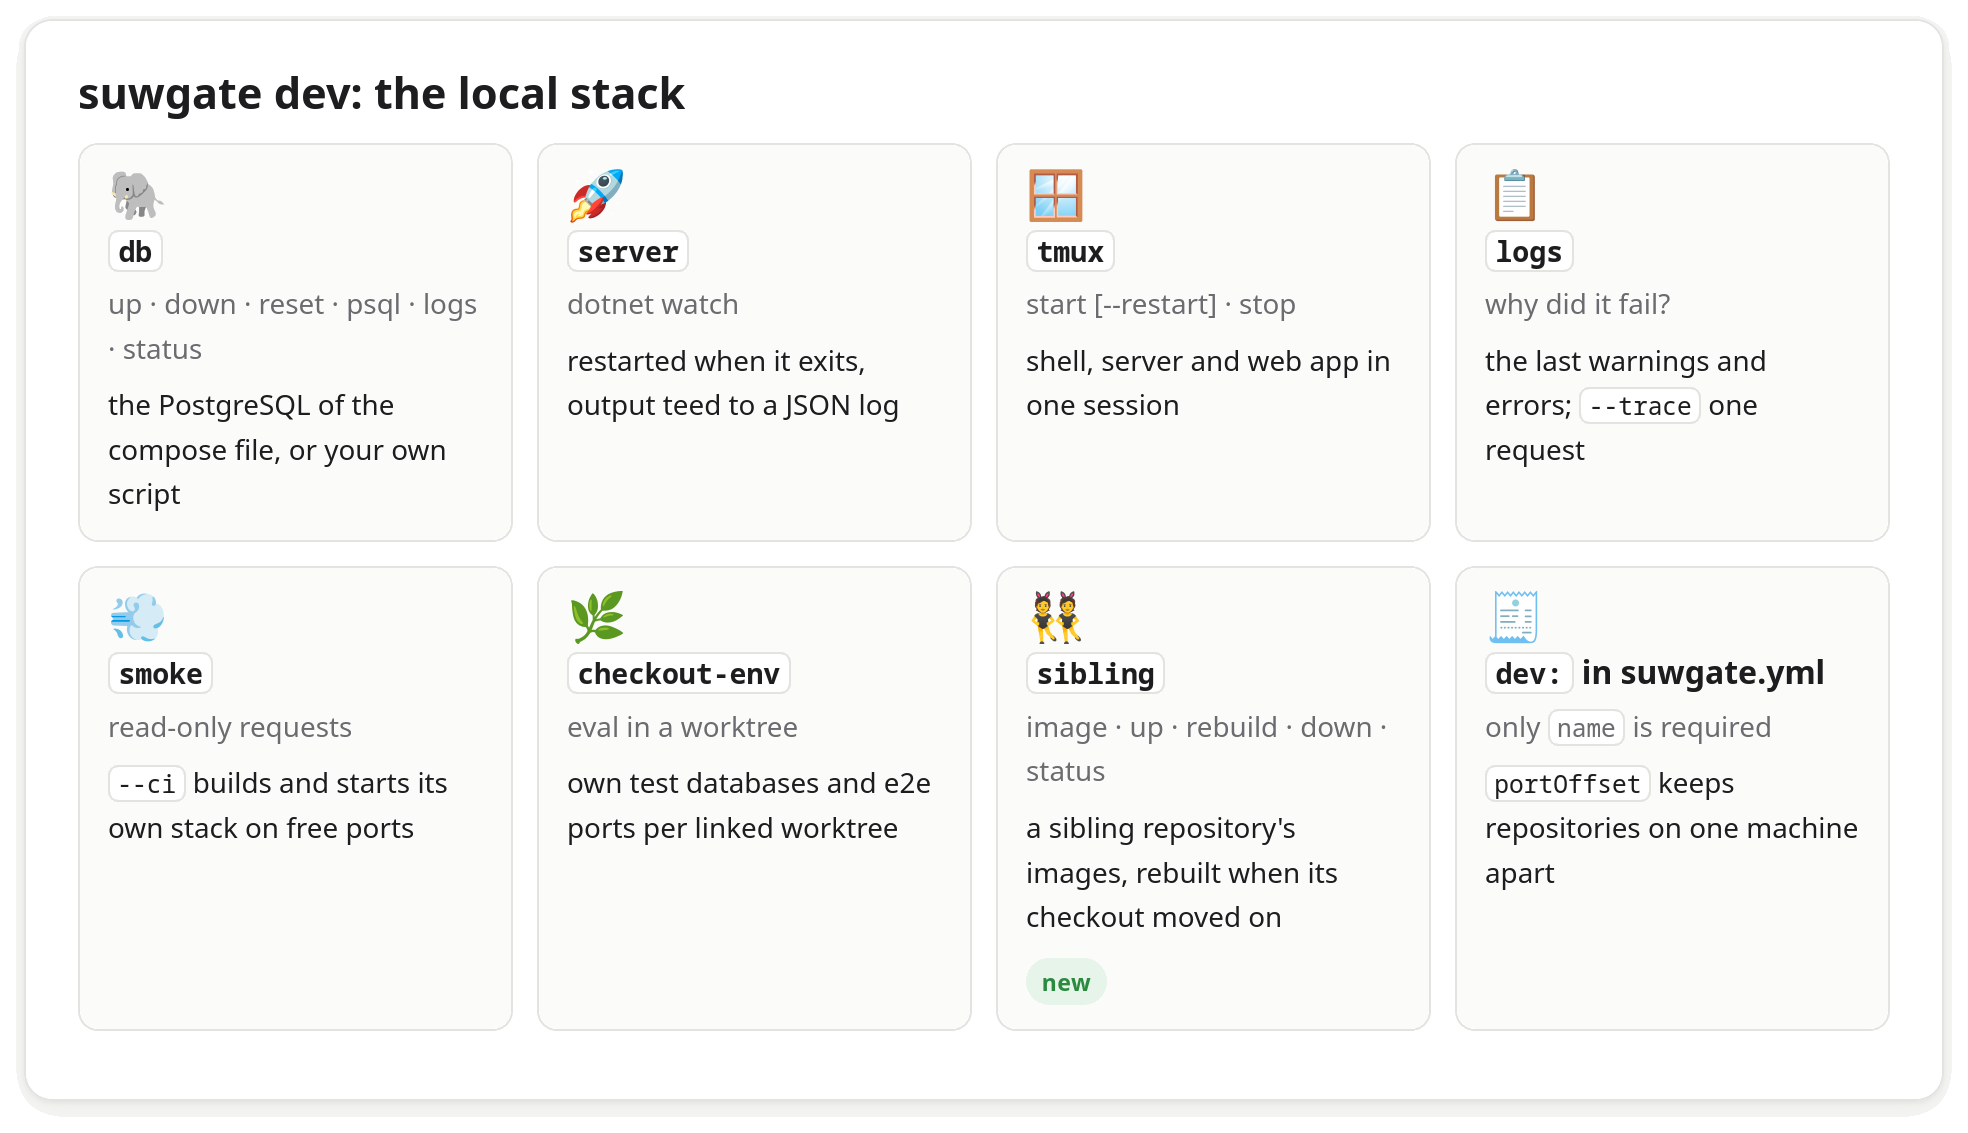 suwgate dev: the local stack
db
up · down · reset · psql · logs
· status
the PostgreSQL of the
compose file, or your own
script
server
dotnet watch
restarted when it exits,
output teed to a JSON log
tmux
start [--restart] · stop
shell, server and web app in
one session
logs
why did it fail?
the last warnings and
errors; --trace one
request
smoke
read-only requests
--ci builds and starts its
own stack on free ports
checkout-env
eval in a worktree
own test databases and e2e
ports per linked worktree
sibling
image · up · rebuild · down ·
status
a sibling repository's
images, rebuilt when its
checkout moved on
new
dev: in suwgate.yml
only name is required
portOffset keeps
repositories on one machine
apart